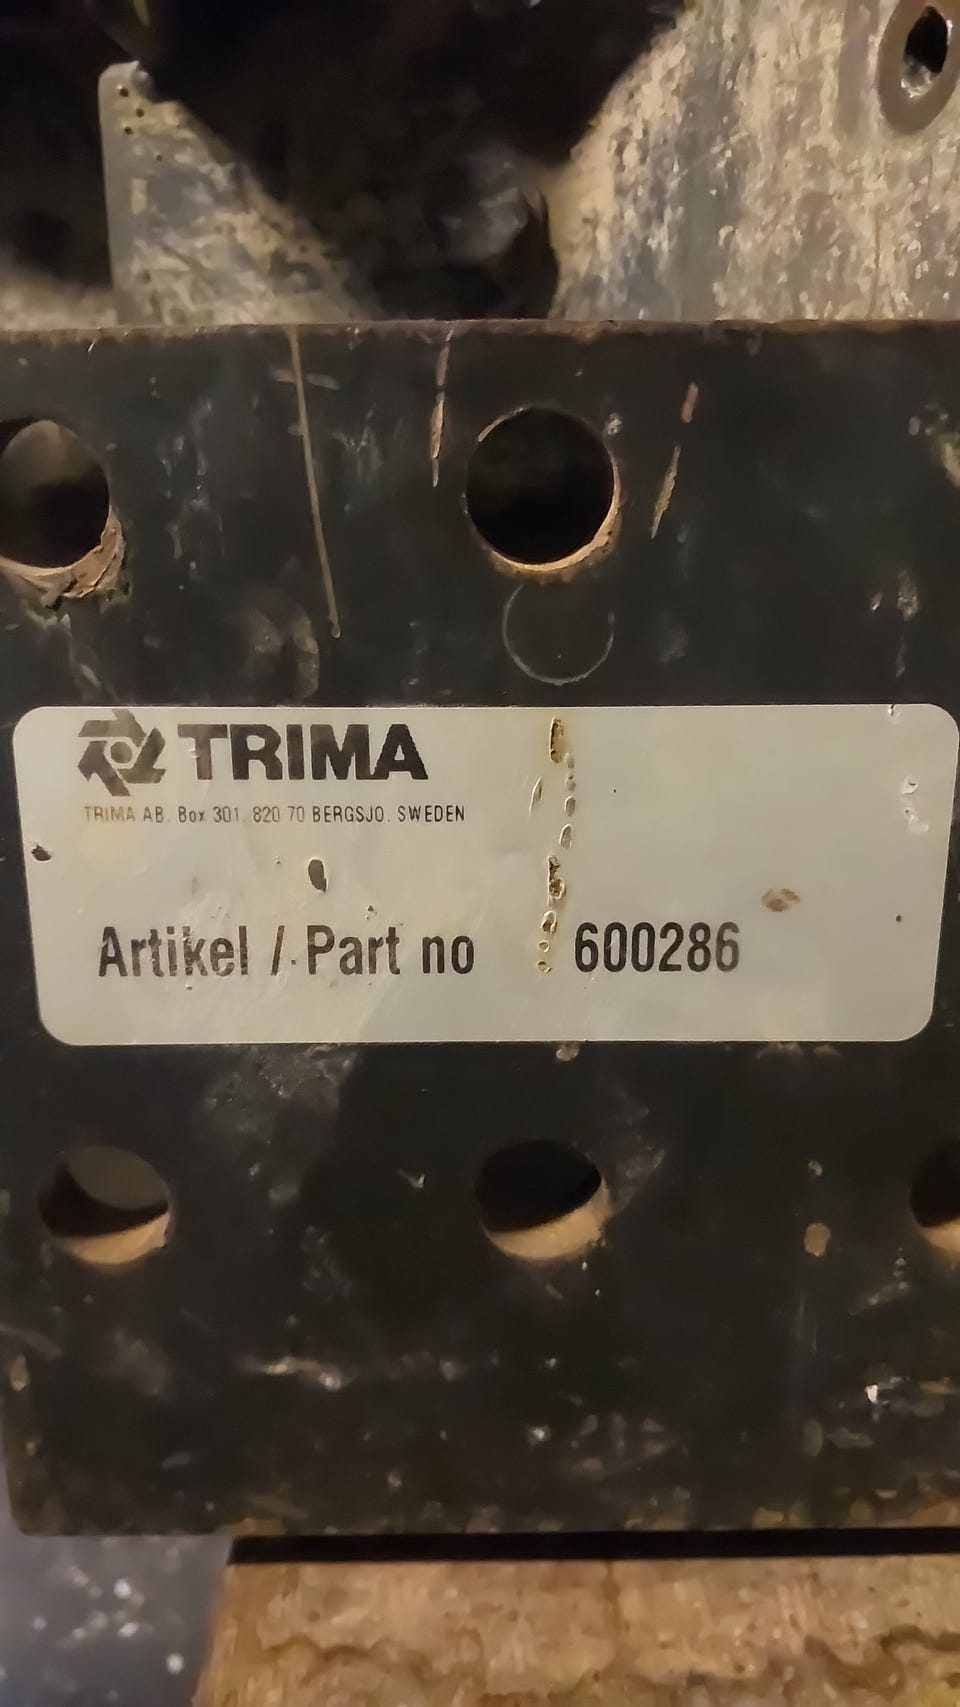 TRIMA
TRIMA AB. Box 301. 820 70 BERGSJO. SWEDEN
Artikel / Part no 600286